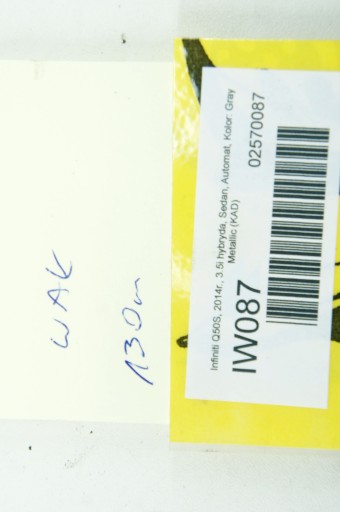 WAK
130m
Infiniti Q50S, 2014r., 3.5i hybryda, Sedan, Automat, Kolor: Gray
Metallic (KAD)
IW087
02570087